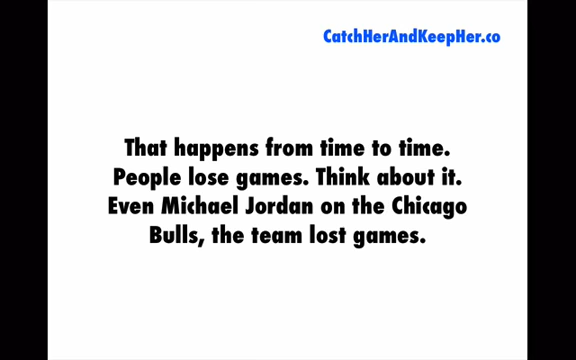 CatchHerAndKeepHer.co
That happens from time to time.
People lose games. Think about it.
Even Michael Jordan on the Chicago
Bulls, the team lost games.